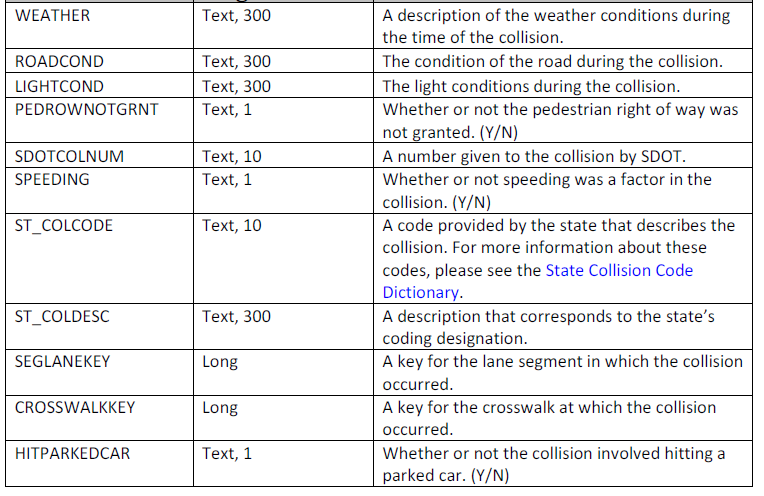 WEATHER Text, 300 A description of the weather conditions during
the time of the collision.
ROADCOND Text, 300 The condition of the road during the collision.
LIGHTCOND Text, 300 The light conditions during the collision.
PEDROWNOTGRNT Text, 1 Whether or not the pedestrian right of way was
not granted. (Y/N)
SDOTCOLNUM Text, 10 A number given to the collision by SDOT.
SPEEDING Text, 1 Whether or not speeding was a factor in the
collision. (Y/N)
ST_COLCODE Text, 10 A code provided by the state that describes the
collision. For more information about these
codes, please see the State Collision Code
Dictionary.
ST_COLDESC Text, 300 A description that corresponds to the state’s
coding designation.
SEGLANEKEY Long A key for the lane segment in which the collision
occurred.
CROSSWALKKEY Long A key for the crosswalk at which the collision
occurred.
HITPARKEDCAR Text, 1 Whether or not the collision involved hitting a
parked car. (Y/N)